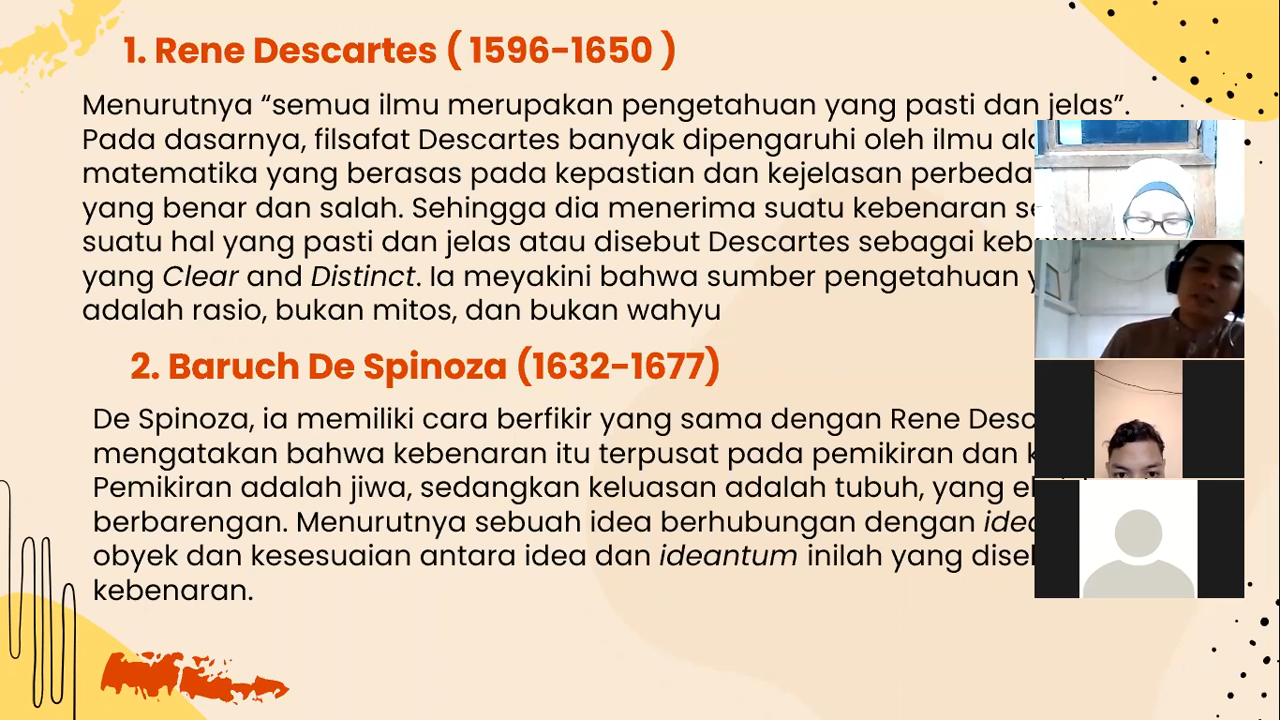 1. Rene Descartes ( 1596-1650 )
Menurutnya “semua ilmu merupakan pengetahuan yang pasti dan jelas”.
Pada dasarnya, filsafat Descartes banyak dipengaruhi oleh ilmu
matematika yang berasas pada kepastian dan kejelasan
yang benar dan salah. Sehingga dia menerima suatu kebenaran
suatu hal yang pasti dan jelas atau disebut Descartes sebagai
yang Clear and Distinct. Ia meyakini bahwa sumber pengetahuan
adalah rasio, bukan mitos, dan bukan wahyu
2. Baruch De Spinoza (1632-1677)
De Spinoza, ia memiliki cara berfikir yang sama dengan Rene
mengatakan bahwa kebenaran itu terpusat pada pemikiran dan
Pemikiran adalah jiwa, sedangkan keluasan adalah tubuh, yang
berbarengan. Menurutnya sebuah idea berhubungan dengan
obyek dan kesesuaian antara idea dan ideantum inilah yang
kebenaran.